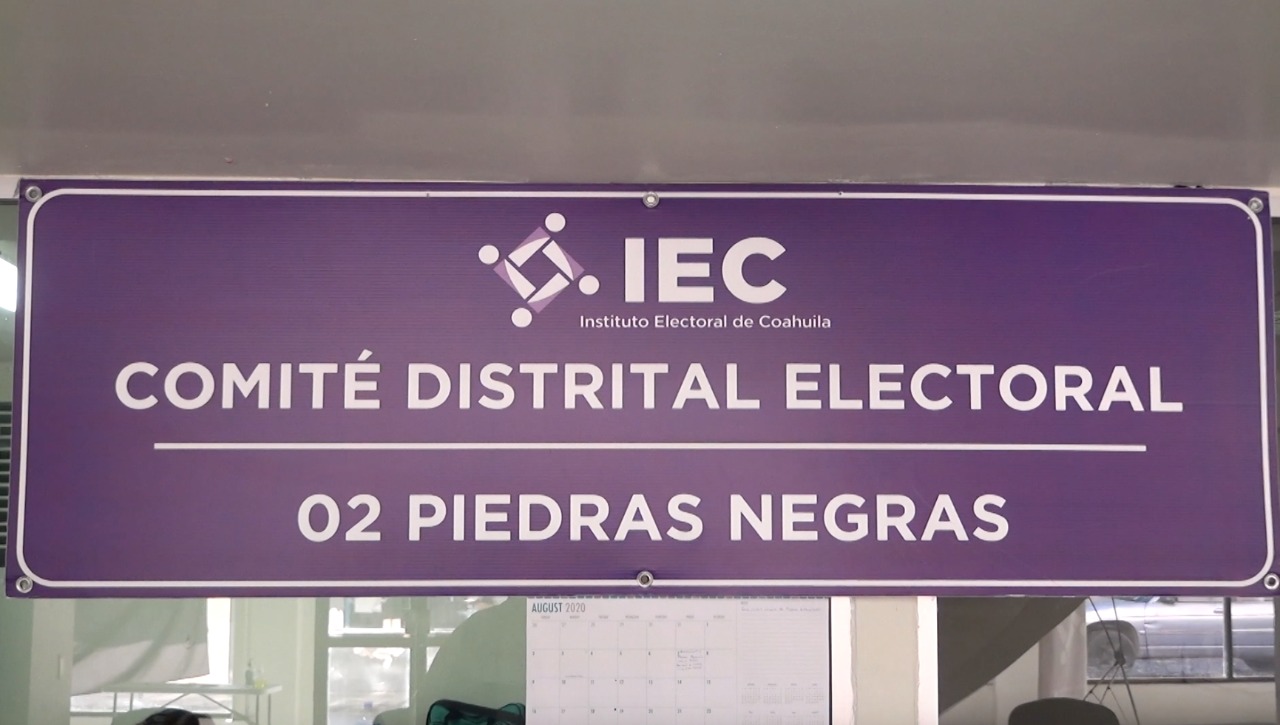 IEC
Instituto Electoral de Coahuila
COMITÉ DISTRITAL ELECTORAL
02 PIEDRAS NEGRAS
AUGUST 2020